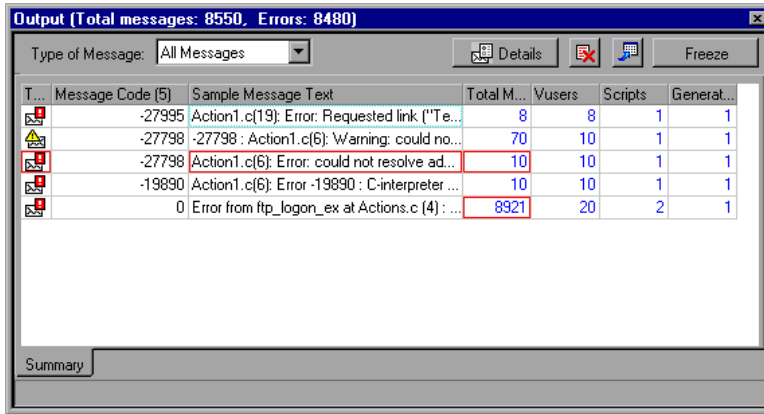 Output (Total messages: 8550, Errors: 8480)
Type of Message: All Messages Details Freeze
T... Message Code (5) Sample Message Text Total M... Vusers Scripts Generat...
-27995 Action1.c(19): Error: Requested link ("Te... 8 8 1 1
-27798 -27798 : Action1.c(6): Warning: could no... 70 10 1 1
-27798 Action1.c(6): Error: could not resolve ad... 10 10 1 1
-19890 Action1.c(6): Error -19890 : C-interpreter ... 10 10 1 1
0 Error from ftp_logon_ex at Actions.c (4) : ... 8921 20 2 1
Summary